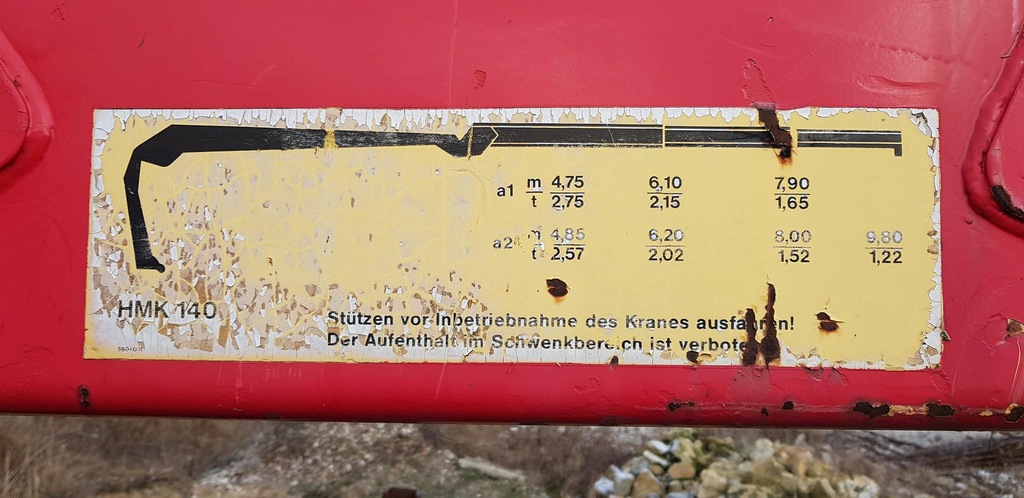 a1 m/t 4,75/2,75 6,10/2,15 7,90/1,65
a2 m/t 4,85/2,57 6,20/2,02 8,00/1,52 9,80/1,22
HMK 140
Stützen vor Inbetriebnahme des Kranes ausfahren!
Der Aufenthalt im Schwenkbereich ist verboten